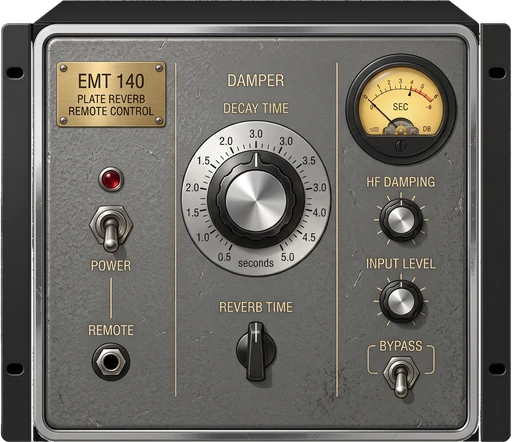 EMT 140
PLATE REVERB
REMOTE CONTROL
POWER
REMOTE
DAMPER
DECAY TIME
0.5
1.0
1.5
2.0
1.5
2.0
3.0
3.0
2.5
3.0
4.0
4.5
5.0
seconds
REVERB TIME
SEC
DB
HF DAMPING
INPUT LEVEL
BYPASS